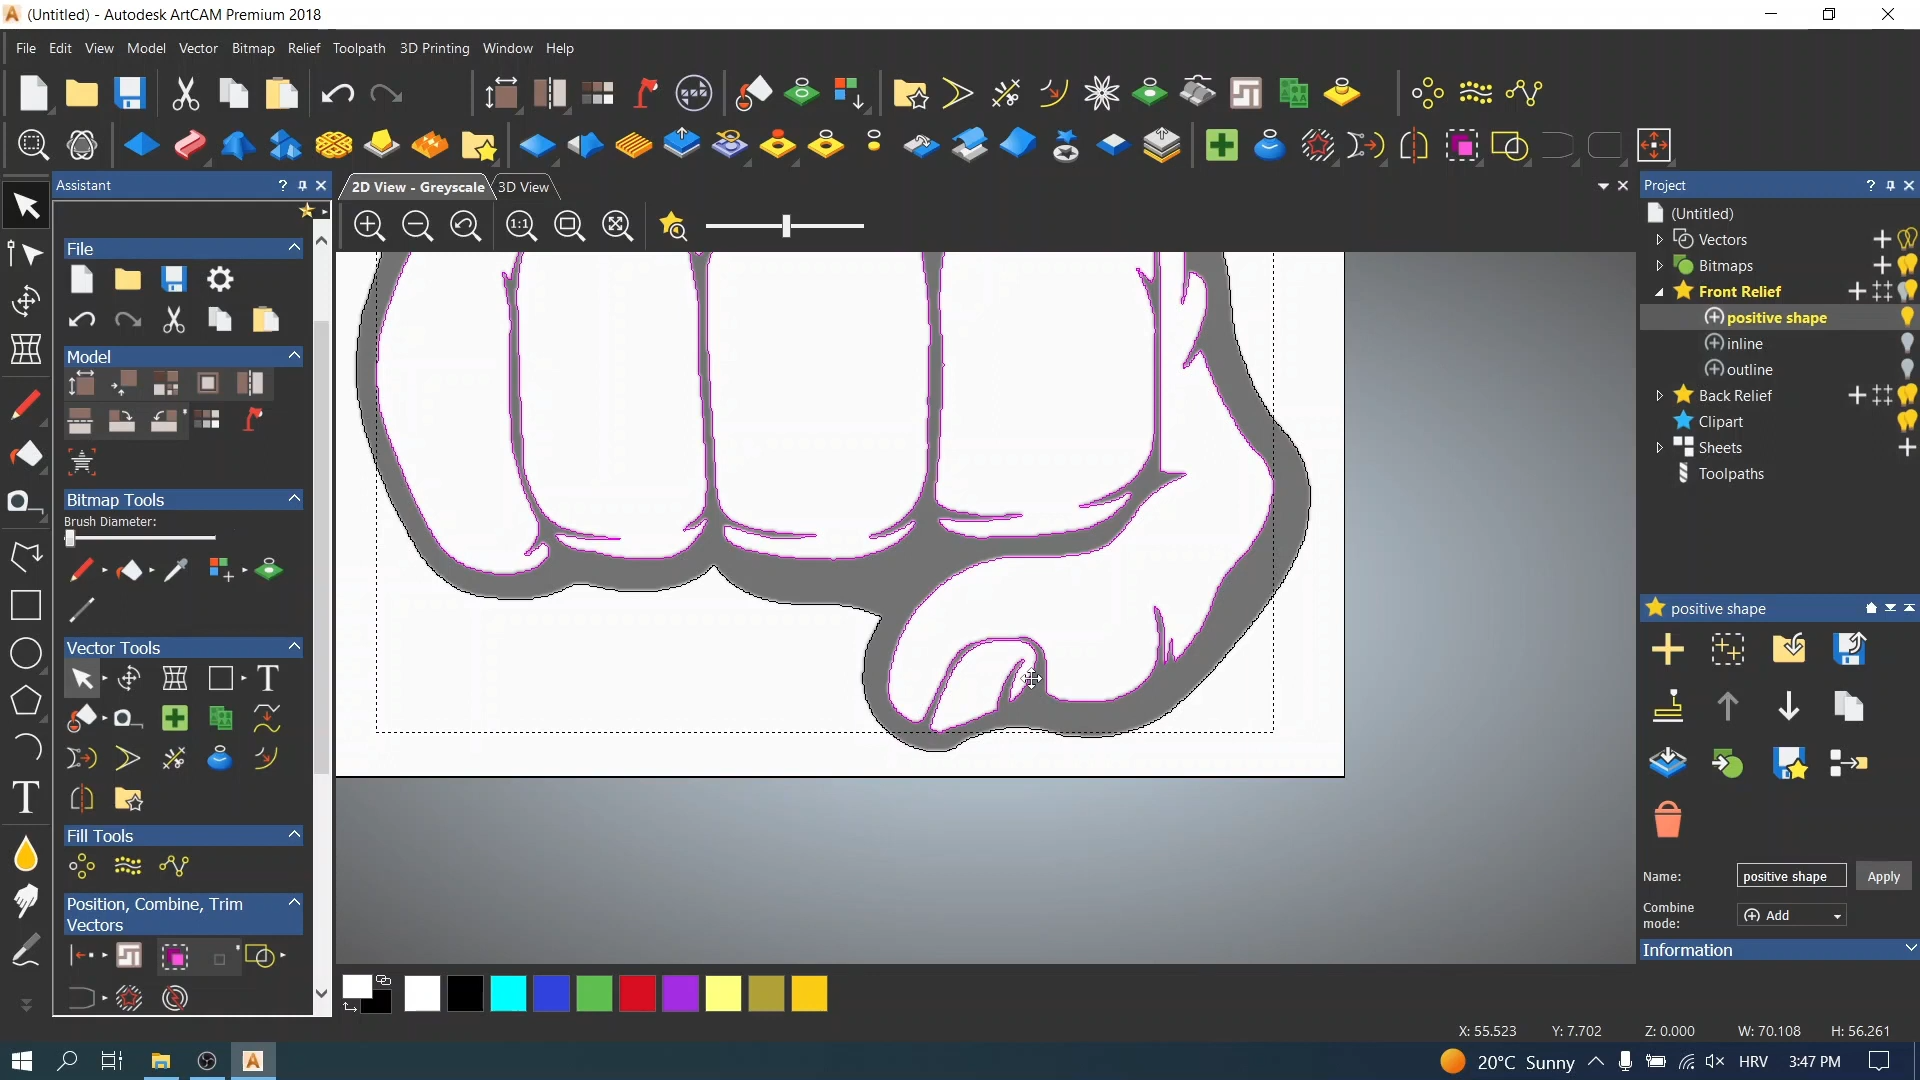 (Untitled) - Autodesk ArtCAM Premium 2018
File Edit View Model Vector Bitmap Relief Toolpath 3D Printing Window Help
Assistant ?
2D View - Greyscale 3D View
1:1
File
Model
Bitmap Tools
Brush Diameter:
Vector Tools
Fill Tools
Position, Combine, Trim
Vectors
Project ?
(Untitled)
Vectors
Bitmaps
Front Relief
positive shape
inline
outline
Back Relief
Clipart
Sheets
Toolpaths
positive shape
Name: positive shape Apply
Combine
mode:
Add
Information
X: 55.523 Y: 7.702 Z: 0.000 W: 70.108 H: 56.261
20°C Sunny HRV 3:47 PM